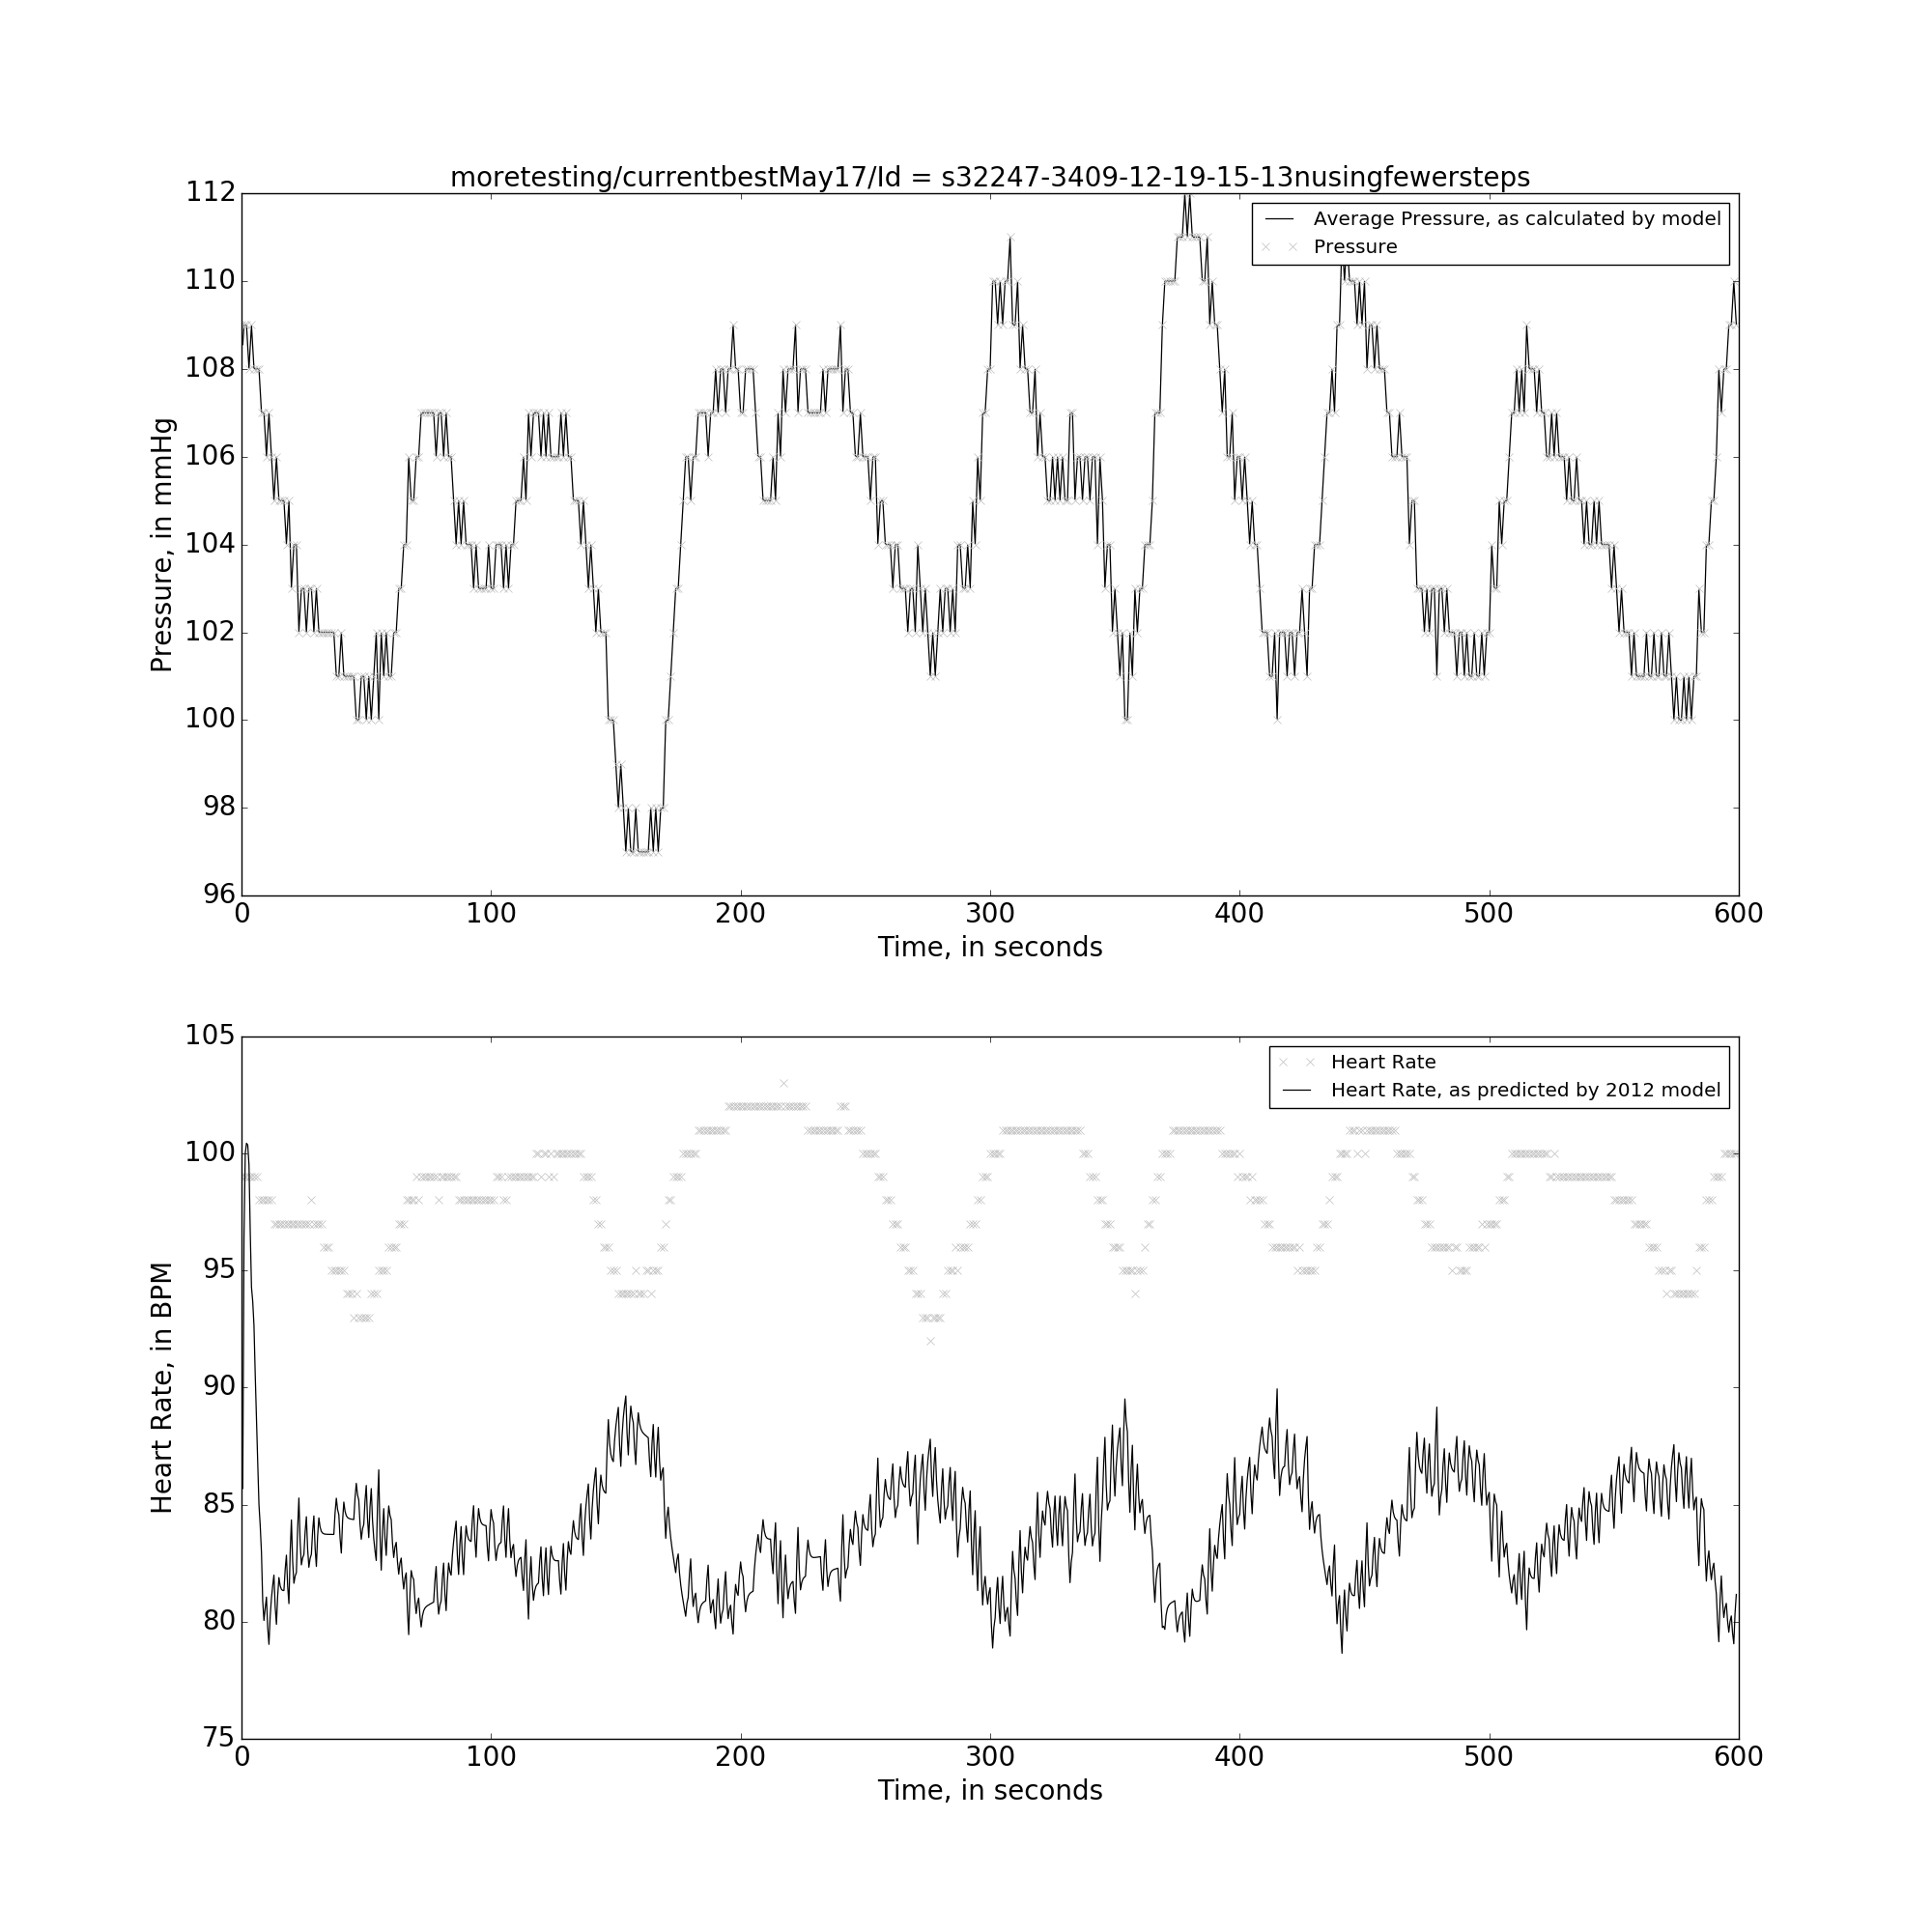 moretesting/currentbestMay17/Id = s32247-3409-12-19-15-13nusingfewersteps
112
110
108
106
104
102
100
98
96
Pressure, in mmHg
Average Pressure, as calculated by model
Pressure
0 100 200 300 400 500 600
Time, in seconds
105
100
95
90
85
80
75
Heart Rate, in BPM
Heart Rate
Heart Rate, as predicted by 2012 model
0 100 200 300 400 500 600
Time, in seconds